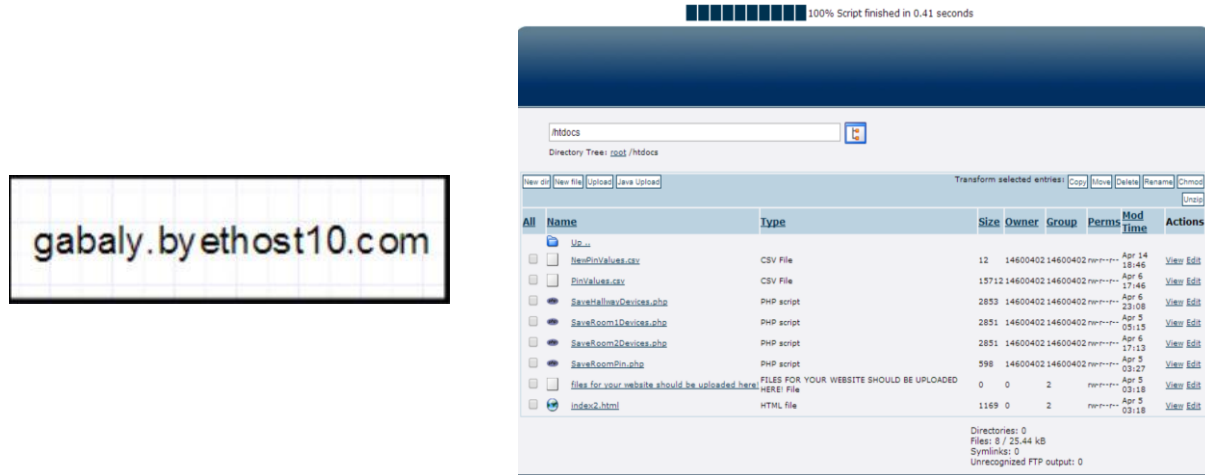 gabaly.byethost10.com
100% Script finished in 0.41 seconds
/htdocs
Directory Tree: root /htdocs
New dir New file Upload Java Upload Transform selected entries: Copy Move Delete Rename Chmod
Unzip
All Name Type Size Owner Group Perms Mod Time Actions
Up ..
NewPinValues.csv CSV File 12 14600402 14600402 rw-r--r-- Apr 14 18:46 View Edit
PinValues.csv CSV File 15712 14600402 14600402 rw-r--r-- Apr 6 17:46 View Edit
SaveHallwayDevices.php PHP script 2853 14600402 14600402 rw-r--r-- Apr 6 23:08 View Edit
SaveRoom1Devices.php PHP script 2851 14600402 14600402 rw-r--r-- Apr 5 05:15 View Edit
SaveRoom2Devices.php PHP script 2851 14600402 14600402 rw-r--r-- Apr 6 17:13 View Edit
SaveRoomPin.php PHP script 598 14600402 14600402 rw-r--r-- Apr 5 03:27 View Edit
files for your website should be uploaded here! FILES FOR YOUR WEBSITE SHOULD BE UPLOADED HERE! File 0 0 2 rw-r--r-- Apr 5 03:18 View Edit
index2.html HTML file 1169 0 2 rw-r--r-- Apr 5 03:18 View Edit
Directories: 0
Files: 8 / 25.44 kB
Symlinks: 0
Unrecognized FTP output: 0